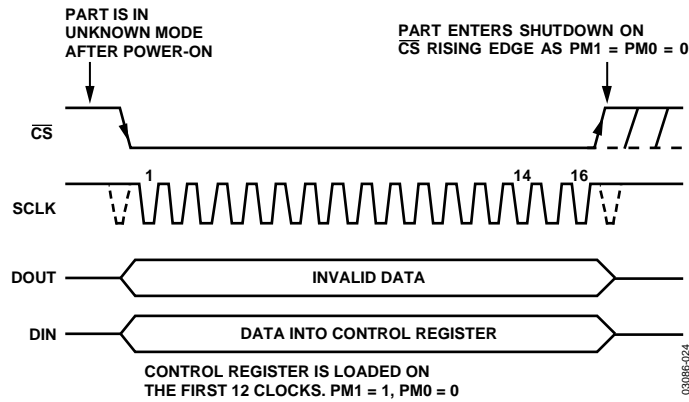 PART IS IN
UNKNOWN MODE
AFTER POWER-ON
PART ENTERS SHUTDOWN ON
CS RISING EDGE AS PM1 = PM0 = 0
CS
1
14
16
SCLK
DOUT
INVALID DATA
DIN
DATA INTO CONTROL REGISTER
CONTROL REGISTER IS LOADED ON
THE FIRST 12 CLOCKS. PM1 = 1, PM0 = 0
03086-024